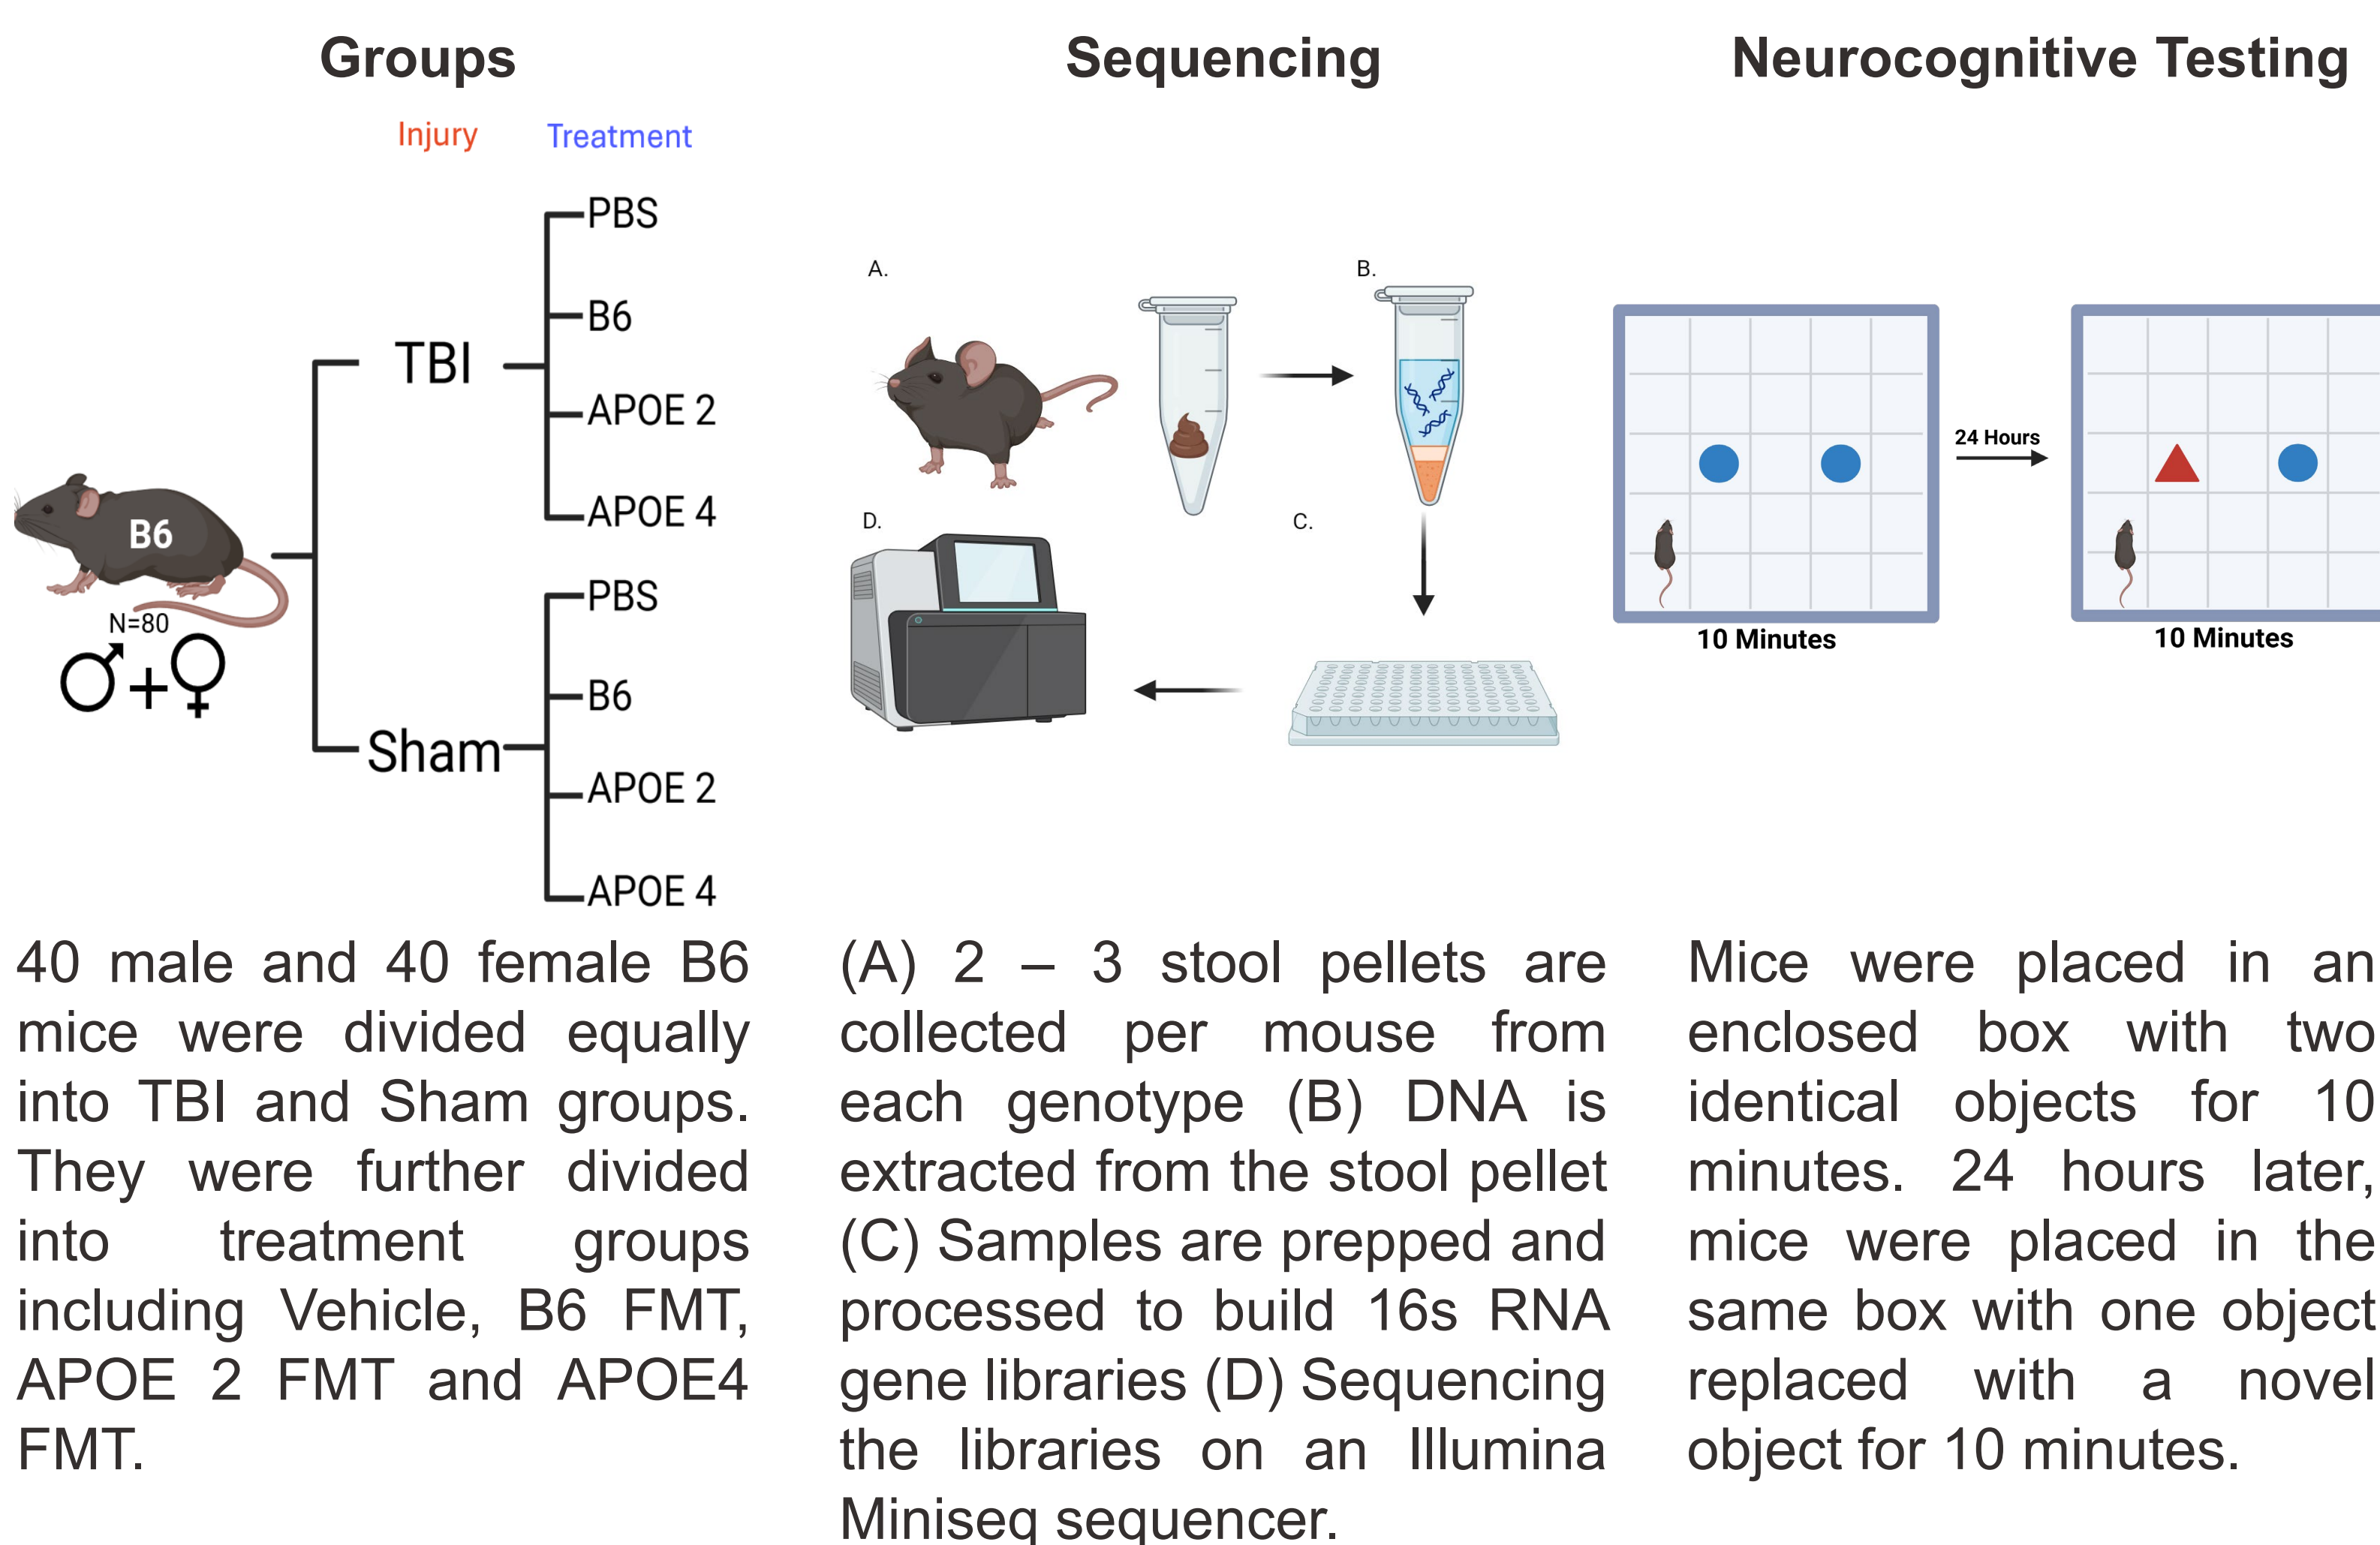 Groups
Injury
Treatment
PBS
B6
TBI
APOE 2
APOE 4
B6
N=80
PBS
B6
Sham
APOE 2
APOE 4
40 male and 40 female B6
mice were divided equally
into TBI and Sham groups.
They were further divided
into treatment groups
including Vehicle, B6 FMT,
APOE 2 FMT and APOE4
FMT.
Sequencing
A.
B.
D.
C.
(A) 2 – 3 stool pellets are
collected per mouse from
each genotype (B) DNA is
extracted from the stool pellet
(C) Samples are prepped and
processed to build 16s RNA
gene libraries (D) Sequencing
the libraries on an Illumina
Miniseq sequencer.
Neurocognitive Testing
24 Hours
10 Minutes
10 Minutes
Mice were placed in an
enclosed box with two
identical objects for 10
minutes. 24 hours later,
mice were placed in the
same box with one object
replaced with a novel
object for 10 minutes.